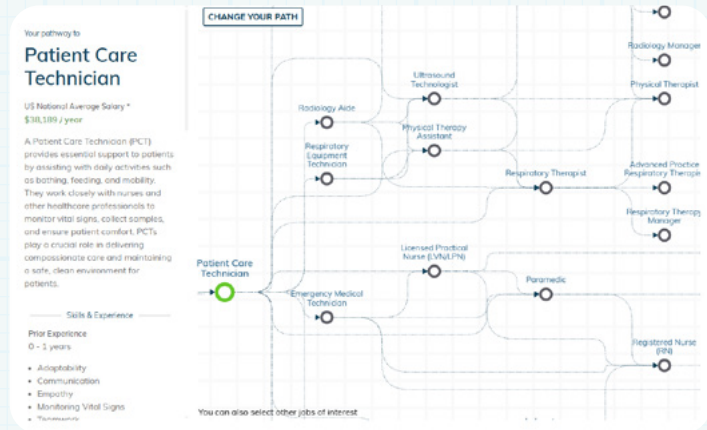 Your pathway to
Patient Care
Technician
US National Average Salary *
$38,189 / year
A Patient Care Technician (PCT)
provides essential support to patients
by assisting with daily activities such
as bathing, feeding, and mobility.
They work closely with nurses and
other healthcare professionals to
monitor vital signs, collect samples,
and ensure patient comfort. PCTs
play a crucial role in delivering
compassionate care and maintaining
a safe, clean environment for
patients.
Skills & Experience
Prior Experience
0 - 1 years
Adaptability
Communication
Empathy
Monitoring Vital Signs
Teamwork
CHANGE YOUR PATH
Radiology Manager
Ultrasound
Technologist
Physical Therapist
Radiology Aide
Physical Therapy
Assistant
Respiratory
Equipment
Technician
Respiratory Therapist
Advanced Practice
Respiratory Therapis
Respiratory Therapy
Manager
Licensed Practical
Nurse (LVN/LPN)
Patient Care
Technician
Paramedic
Emergency Medical
Technician
Registered Nurse
(RN)
You can also select other jobs of interest